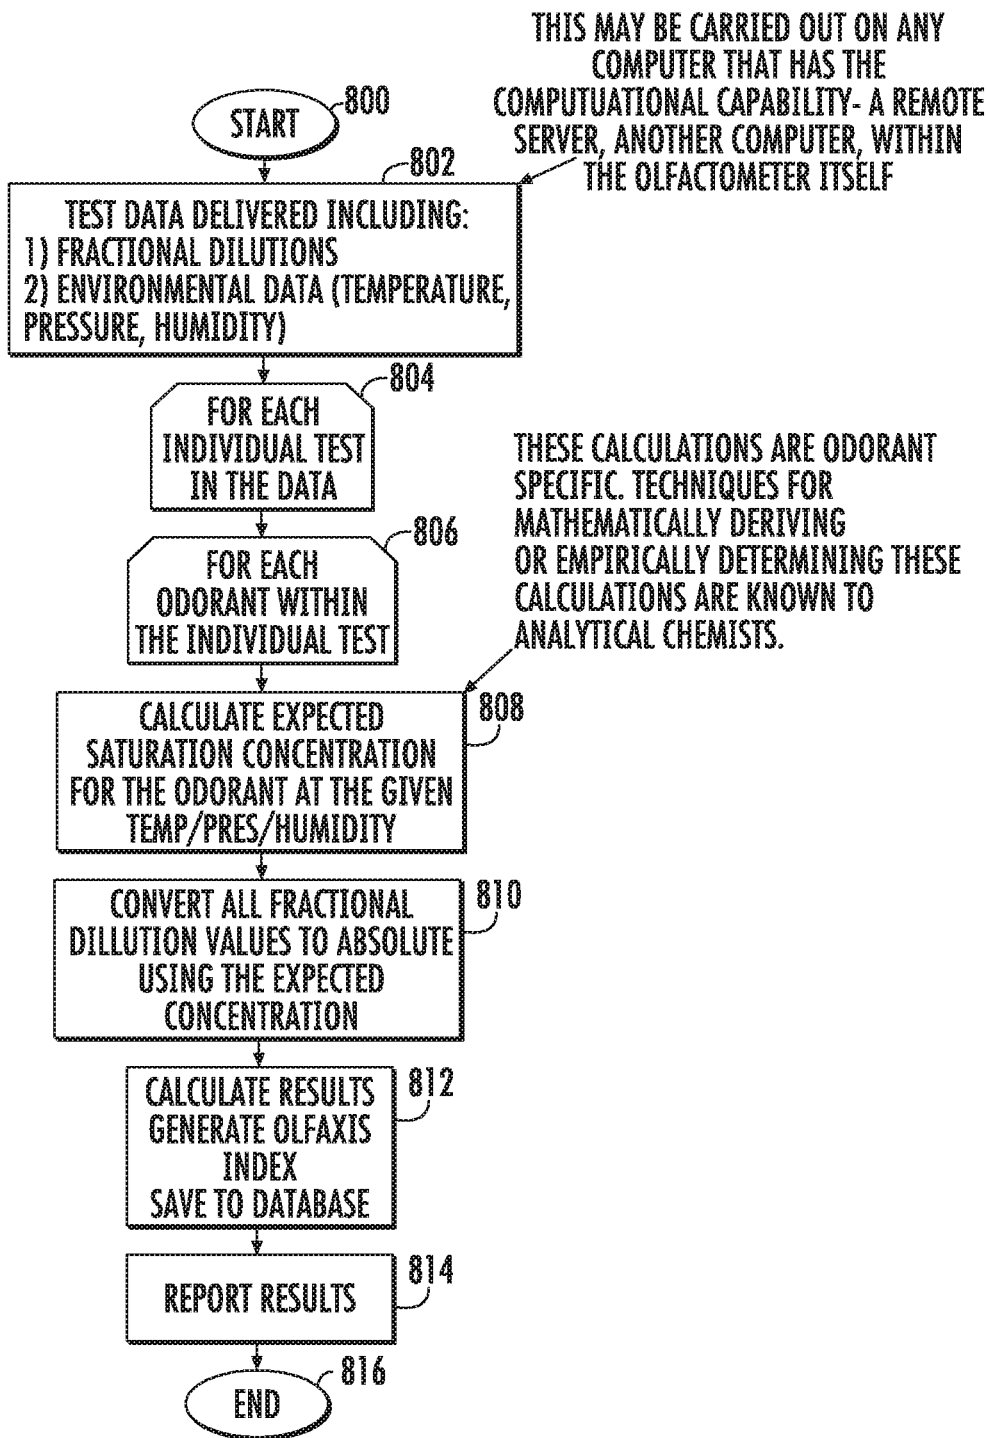 THIS MAY BE CARRIED OUT ON ANY
COMPUTER THAT HAS THE
COMPUTUATIONAL CAPABILITY- A REMOTE
SERVER, ANOTHER COMPUTER, WITHIN
THE OLFACTOMETER ITSELF
800
START
802
TEST DATA DELIVERED INCLUDING:
1) FRACTIONAL DILUTIONS
2) ENVIRONMENTAL DATA (TEMPERATURE,
PRESSURE, HUMIDITY)
804
FOR EACH
INDIVIDUAL TEST
IN THE DATA
THESE CALCULATIONS ARE ODORANT
SPECIFIC. TECHNIQUES FOR
MATHEMATICALLY DERIVING
OR EMPIRICALLY DETERMINING THESE
CALCULATIONS ARE KNOWN TO
ANALYTICAL CHEMISTS.
806
FOR EACH
ODORANT WITHIN
THE INDIVIDUAL TEST
808
CALCULATE EXPECTED
SATURATION CONCENTRATION
FOR THE ODORANT AT THE GIVEN
TEMP/PRES/HUMIDITY
810
CONVERT ALL FRACTIONAL
DILLUTION VALUES TO ABSOLUTE
USING THE EXPECTED
CONCENTRATION
812
CALCULATE RESULTS
GENERATE OLFAXIS
INDEX
SAVE TO DATABASE
814
REPORT RESULTS
816
END